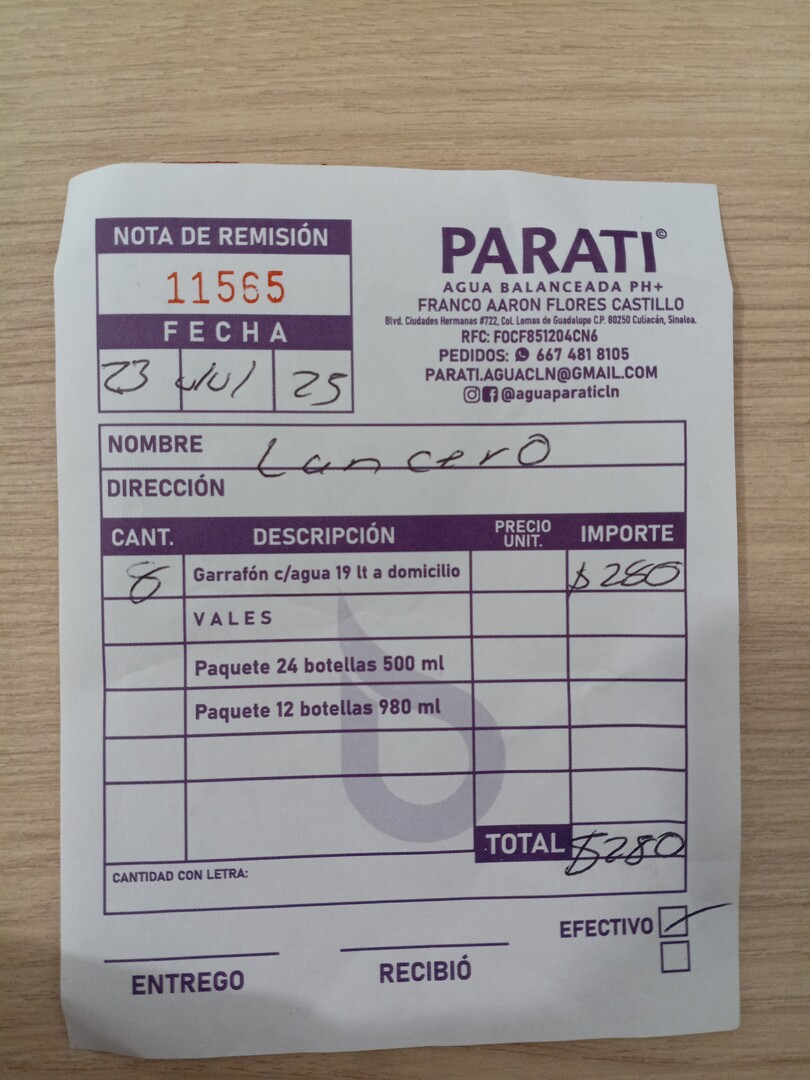 NOTA DE REMISIÓN
11565
FECHA
23 Jul 25
PARATI©
AGUA BALANCEADA PH+
FRANCO AARON FLORES CASTILLO
Blvd. Ciudades Hermanas #722, Col. Lomas de Guadalupe C.P. 80250 Culiacán, Sinaloa.
RFC: FOCF851204CN6
PEDIDOS: 667 481 8105
PARATI.AGUACLN@GMAIL.COM
@aguaparaticln
NOMBRE Lancero
DIRECCIÓN
CANT. DESCRIPCIÓN PRECIO UNIT. IMPORTE
8 Garrafón c/agua 19 lt a domicilio $280
VALES
Paquete 24 botellas 500 ml
Paquete 12 botellas 980 ml
TOTAL $280
CANTIDAD CON LETRA:
EFECTIVO
ENTREGO RECIBIÓ